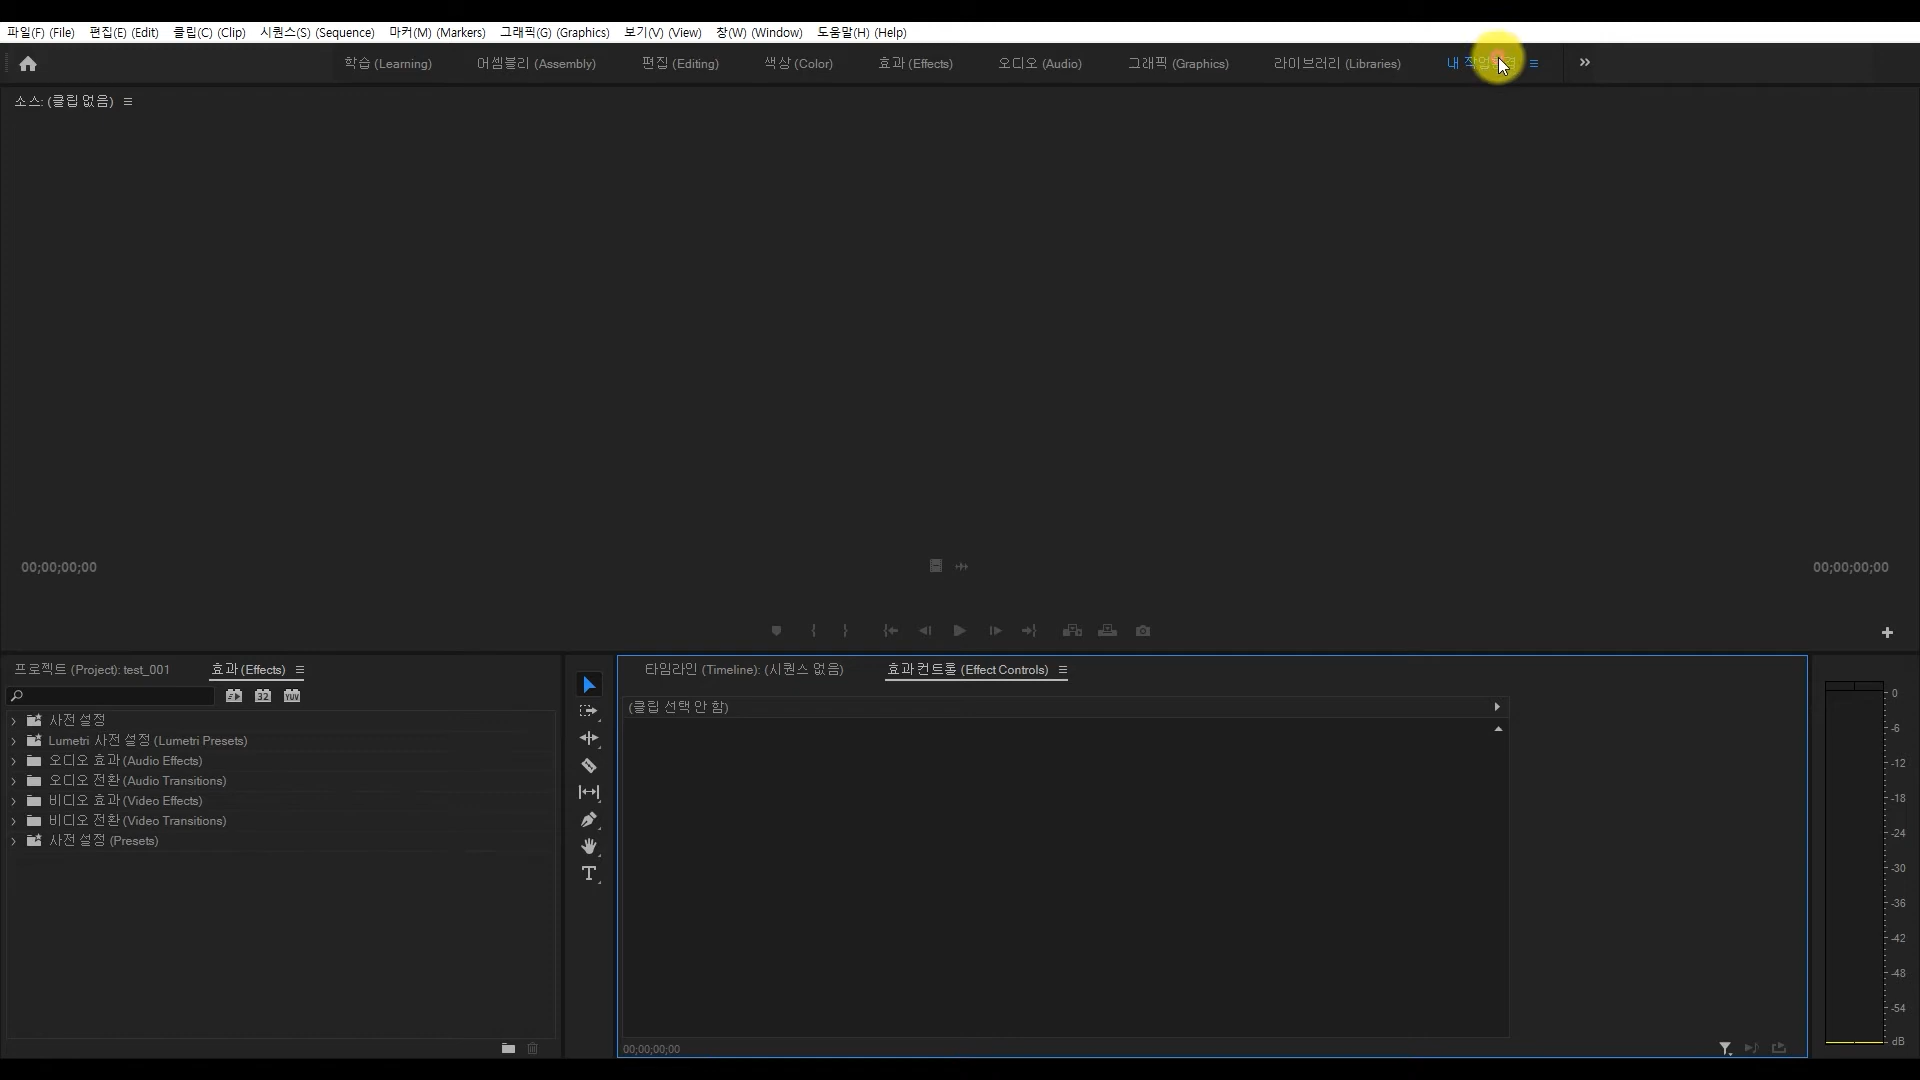 파일(F) (File) 편집(E) (Edit) 클립(C) (Clip) 시퀀스(S) (Sequence) 마커(M) (Markers) 그래픽(G) (Graphics) 보기(V) (View) 창(W) (Window) 도움말(H) (Help)
학습 (Learning) 어셈블리 (Assembly) 편집 (Editing) 색상 (Color) 효과 (Effects) 오디오 (Audio) 그래픽 (Graphics) 라이브러리 (Libraries) 내
소스: (클립 없음)
00;00;00;00 00;00;00;00
프로젝트 (Project): test_001 효과 (Effects)
타임라인 (Timeline): (시퀀스 없음) 효과 컨트롤 (Effect Controls)
32 YUV
(클립 선택 안 함)
사전 설정
Lumetri 사전 설정 (Lumetri Presets)
오디오 효과 (Audio Effects)
오디오 전환 (Audio Transitions)
비디오 효과 (Video Effects)
비디오 전환 (Video Transitions)
사전 설정 (Presets)
00;00;00;00
0
-6
-12
-18
-24
-30
-36
-42
-48
-54
dB